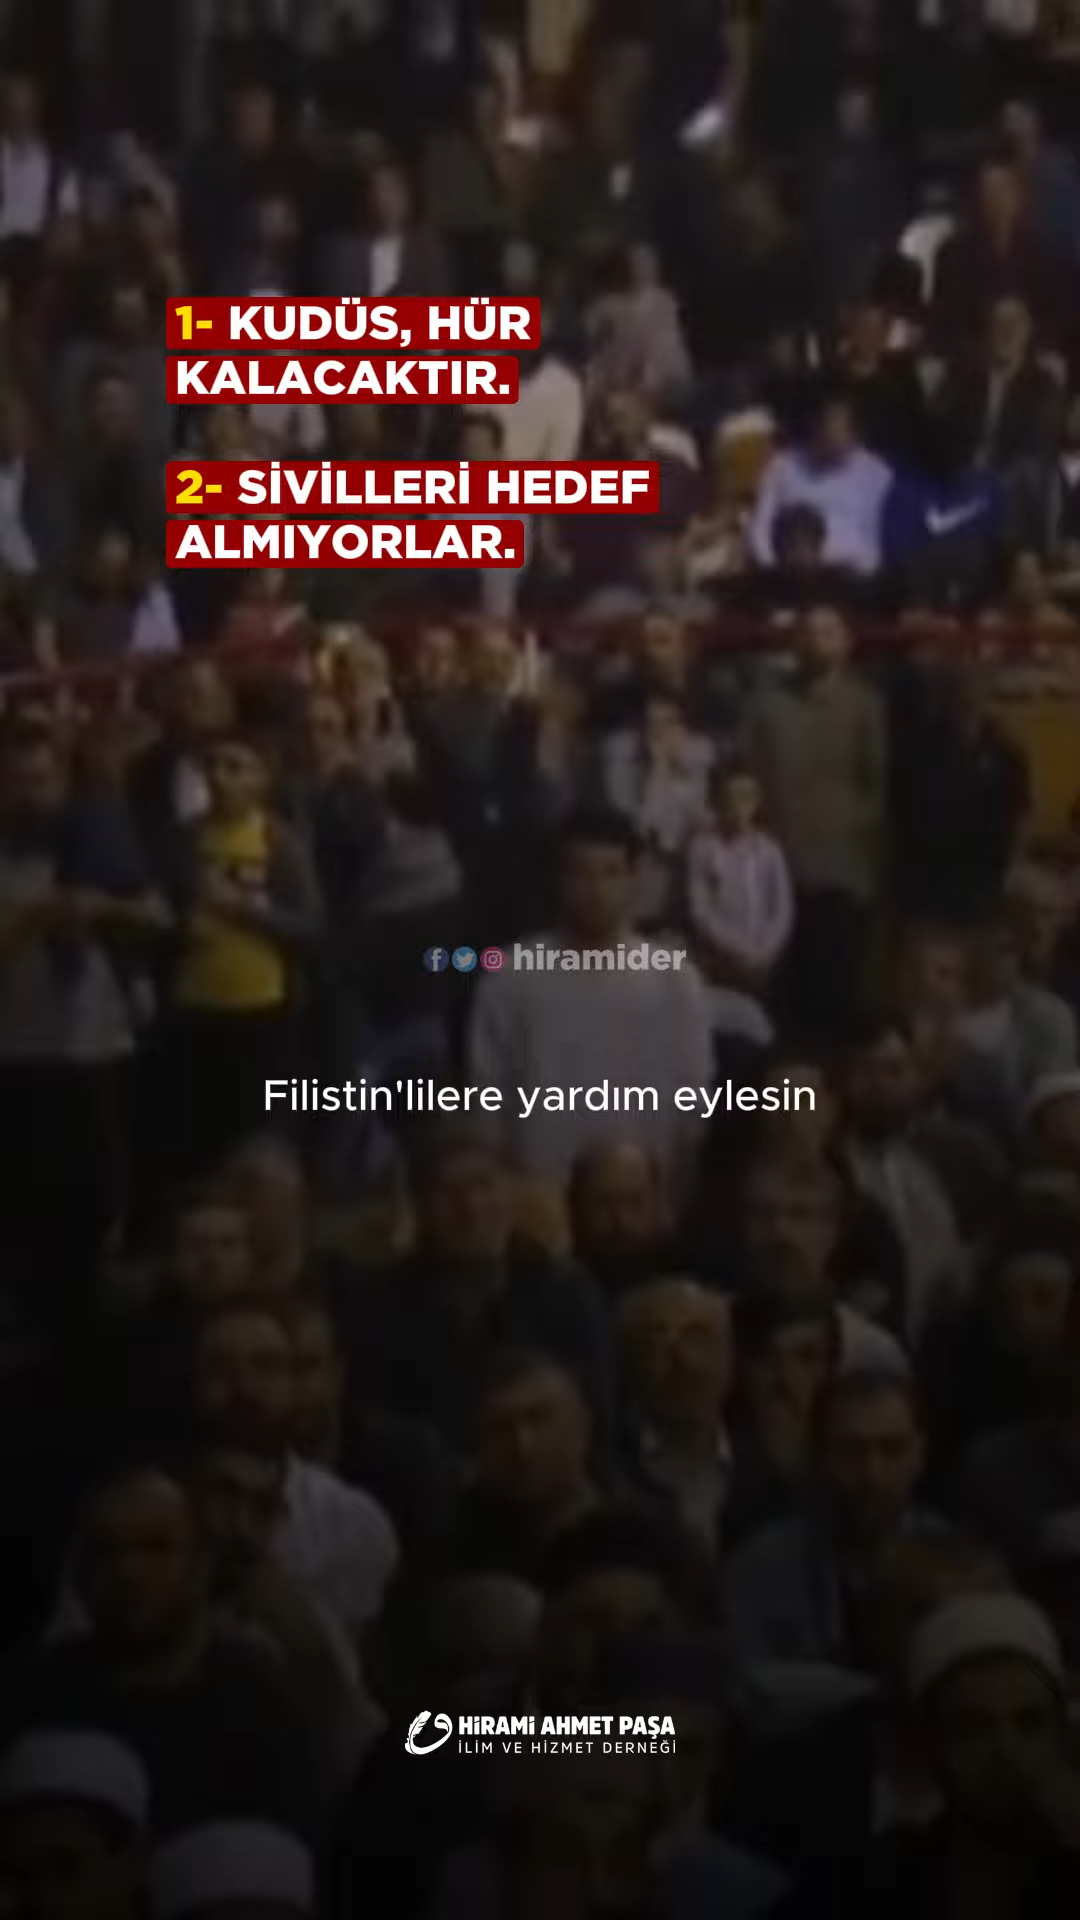 1- KUDÜS, HÜR
KALACAKTIR.
2- SİVİLLERİ HEDEF
ALMIYORLAR.
hiramider
Filistin'lilere yardım eylesin
HİRAMİ AHMET PAŞA
İLİM VE HİZMET DERNEĞİ